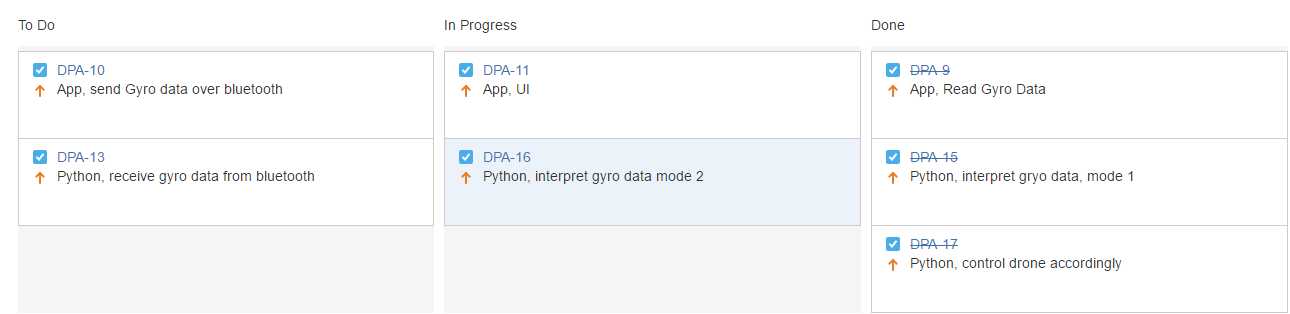 To Do
DPA-10
App, send Gyro data over bluetooth
DPA-13
Python, receive gyro data from bluetooth
In Progress
DPA-11
App, UI
DPA-16
Python, interpret gyro data mode 2
Done
DPA-9
App, Read Gyro Data
DPA-15
Python, interpret gryo data, mode 1
DPA-17
Python, control drone accordingly